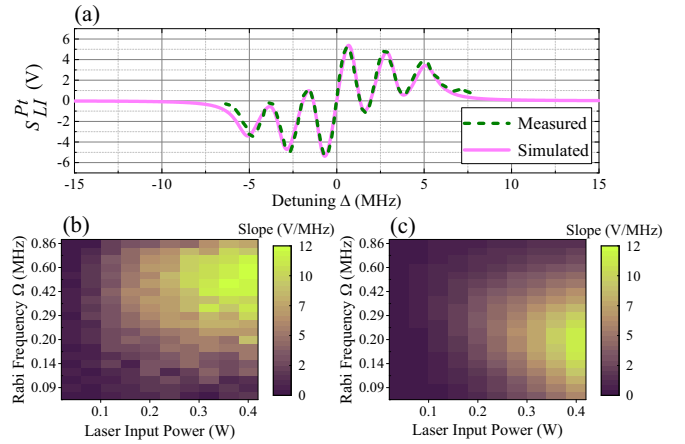 (a)
S_{LI}^{Pt} (V)
6
4
2
0
-2
-4
-6
Measured
Simulated
-15 -10 -5 0 5 10 15
Detuning Δ (MHz)
(b) Slope (V/MHz)
Rabi Frequency Ω (MHz)
0.86
0.60
0.42
0.29
0.20
0.14
0.09
0.1 0.2 0.3 0.4
Laser Input Power (W)
12
10
7
5
2
0
(c) Slope (V/MHz)
Rabi Frequency Ω (MHz)
0.86
0.60
0.42
0.29
0.20
0.14
0.09
0.1 0.2 0.3 0.4
Laser Input Power (W)
12
10
7
5
2
0